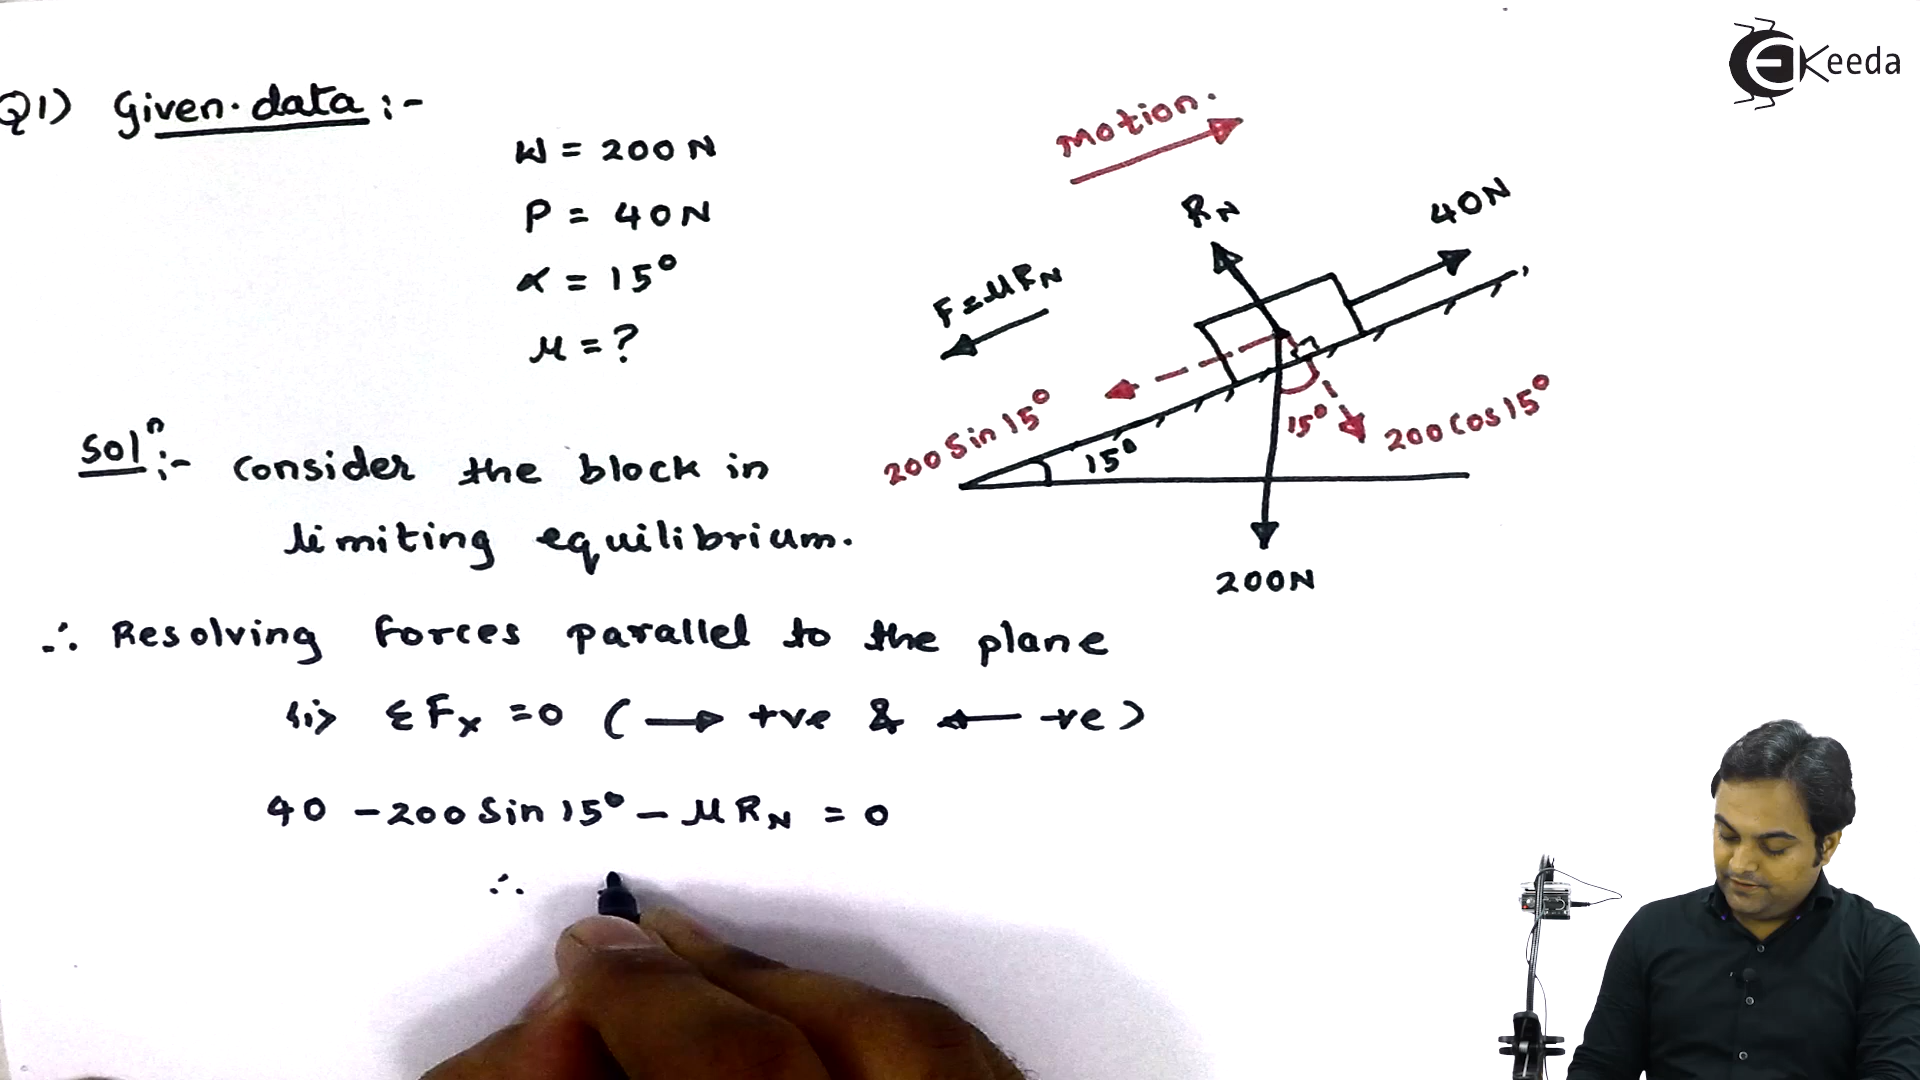 Q1) Given data :-
W = 200 N
P = 40 N
α = 15°
μ = ?
Solⁿ :- Consider the block in
limiting equilibrium.
∴ Resolving forces parallel to the plane
(i) ΣFx = 0 (→ +ve & ← -ve)
40 - 200 Sin 15° - μRN = 0
∴
Motion.
RN
40N
F = μRN
200 Sin 15°
15°
15°
200 Cos 15°
200N
EKeeda